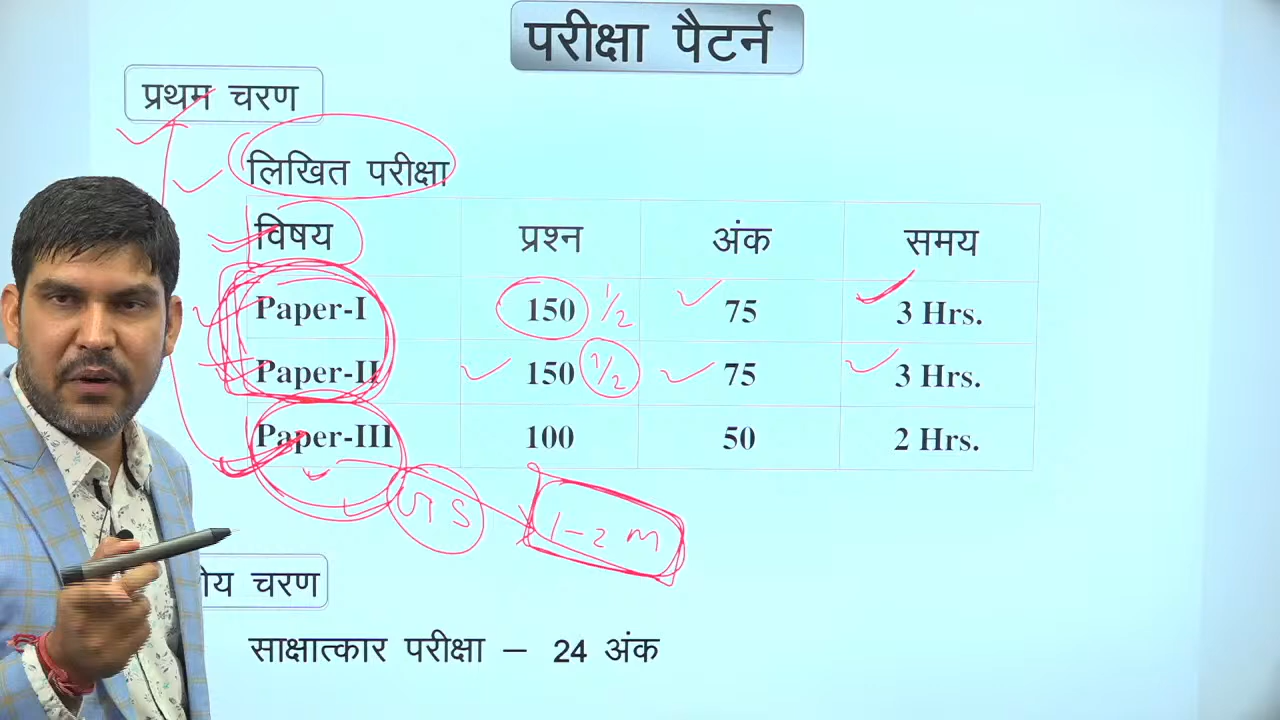 परीक्षा पैटर्न
प्रथम चरण
लिखित परीक्षा
विषय प्रश्न अंक समय
Paper-I 150 1/2 75 3 Hrs.
Paper-II 150 1/2 75 3 Hrs.
Paper-III 100 50 2 Hrs.
1-2 m
चरण
साक्षात्कार परीक्षा – 24 अंक